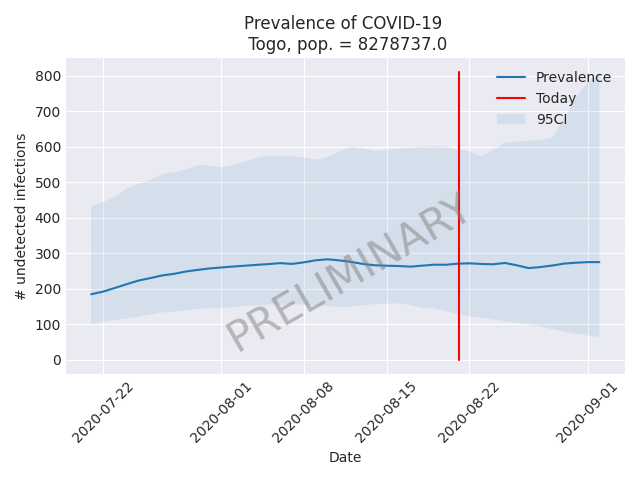 Prevalence of COVID-19
Togo, pop. = 8278737.0
# undetected infections
800
700
600
500
400
300
200
100
0
Prevalence
Today
95CI
PRELIMINARY
2020-07-22
2020-08-01
2020-08-08
2020-08-15
2020-08-22
2020-09-01
Date